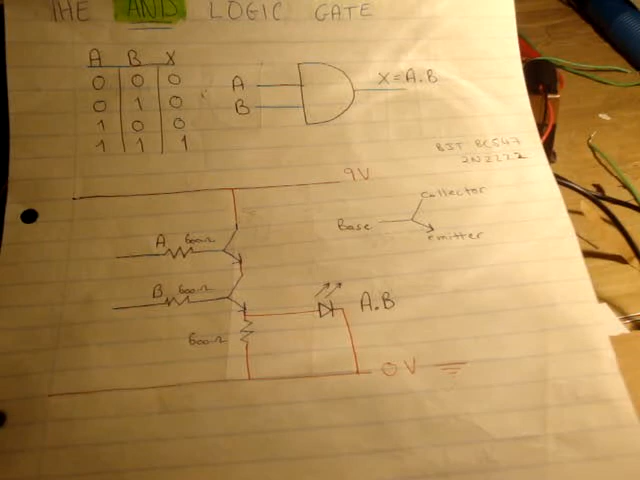 THE AND LOGIC GATE
A B X
0 0 0
0 1 0
1 0 0
1 1 1
A
B
X=A.B
BJT BC547
2N2222
9V
collector
Base
emitter
A 600Ω
B 600Ω
A.B
600Ω
0V